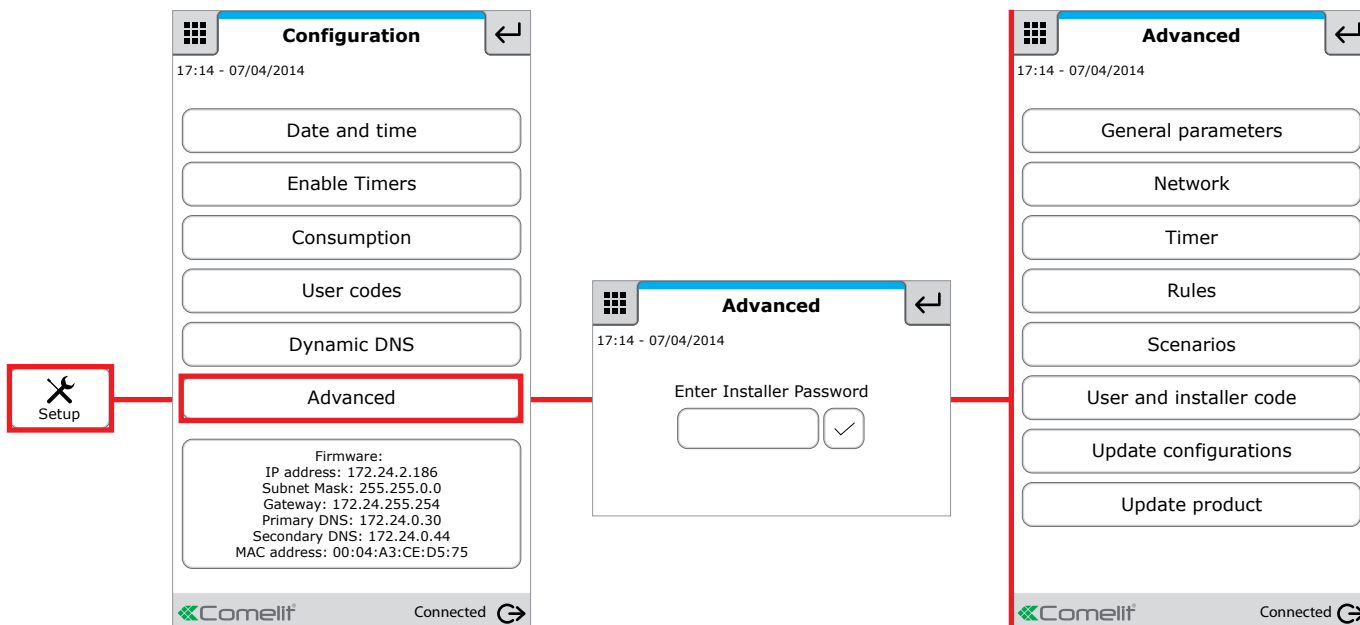 Setup
Configuration
17:14 - 07/04/2014
Date and time
Enable Timers
Consumption
User codes
Dynamic DNS
Advanced
Firmware:
IP address: 172.24.2.186
Subnet Mask: 255.255.0.0
Gateway: 172.24.255.254
Primary DNS: 172.24.0.30
Secondary DNS: 172.24.0.44
MAC address: 00:04:A3:CE:D5:75
Comelit®
Connected
Advanced
17:14 - 07/04/2014
Enter Installer Password
Advanced
17:14 - 07/04/2014
General parameters
Network
Timer
Rules
Scenarios
User and installer code
Update configurations
Update product
Comelit®
Connected